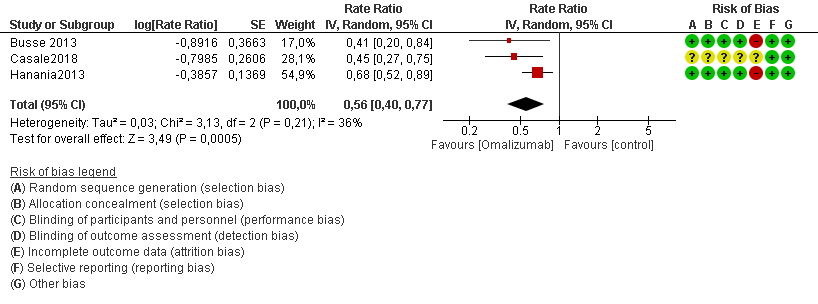 Rate Ratio Rate Ratio Risk of Bias
Study or Subgroup log[Rate Ratio] SE Weight IV, Random, 95% CI IV, Random, 95% CI A B C D E F G
Busse 2013 -0,8916 0,3663 17,0% 0,41 [0,20, 0,84] + + + + + +
Casale2018 -0,7985 0,2606 28,1% 0,45 [0,27, 0,75] ? ? ? ? ? + +
Hanania2013 -0,3857 0,1369 54,9% 0,68 [0,52, 0,89] + + + + + +
Total (95% CI) 100,0% 0,56 [0,40, 0,77]
Heterogeneity: Tau² = 0,03; Chi² = 3,13, df = 2 (P = 0,21); I² = 36%
Test for overall effect: Z = 3,49 (P = 0,0005)
0.2 0.5 1 2 5
Favours [Omalizumab] Favours [control]
Risk of bias legend
(A) Random sequence generation (selection bias)
(B) Allocation concealment (selection bias)
(C) Blinding of participants and personnel (performance bias)
(D) Blinding of outcome assessment (detection bias)
(E) Incomplete outcome data (attrition bias)
(F) Selective reporting (reporting bias)
(G) Other bias